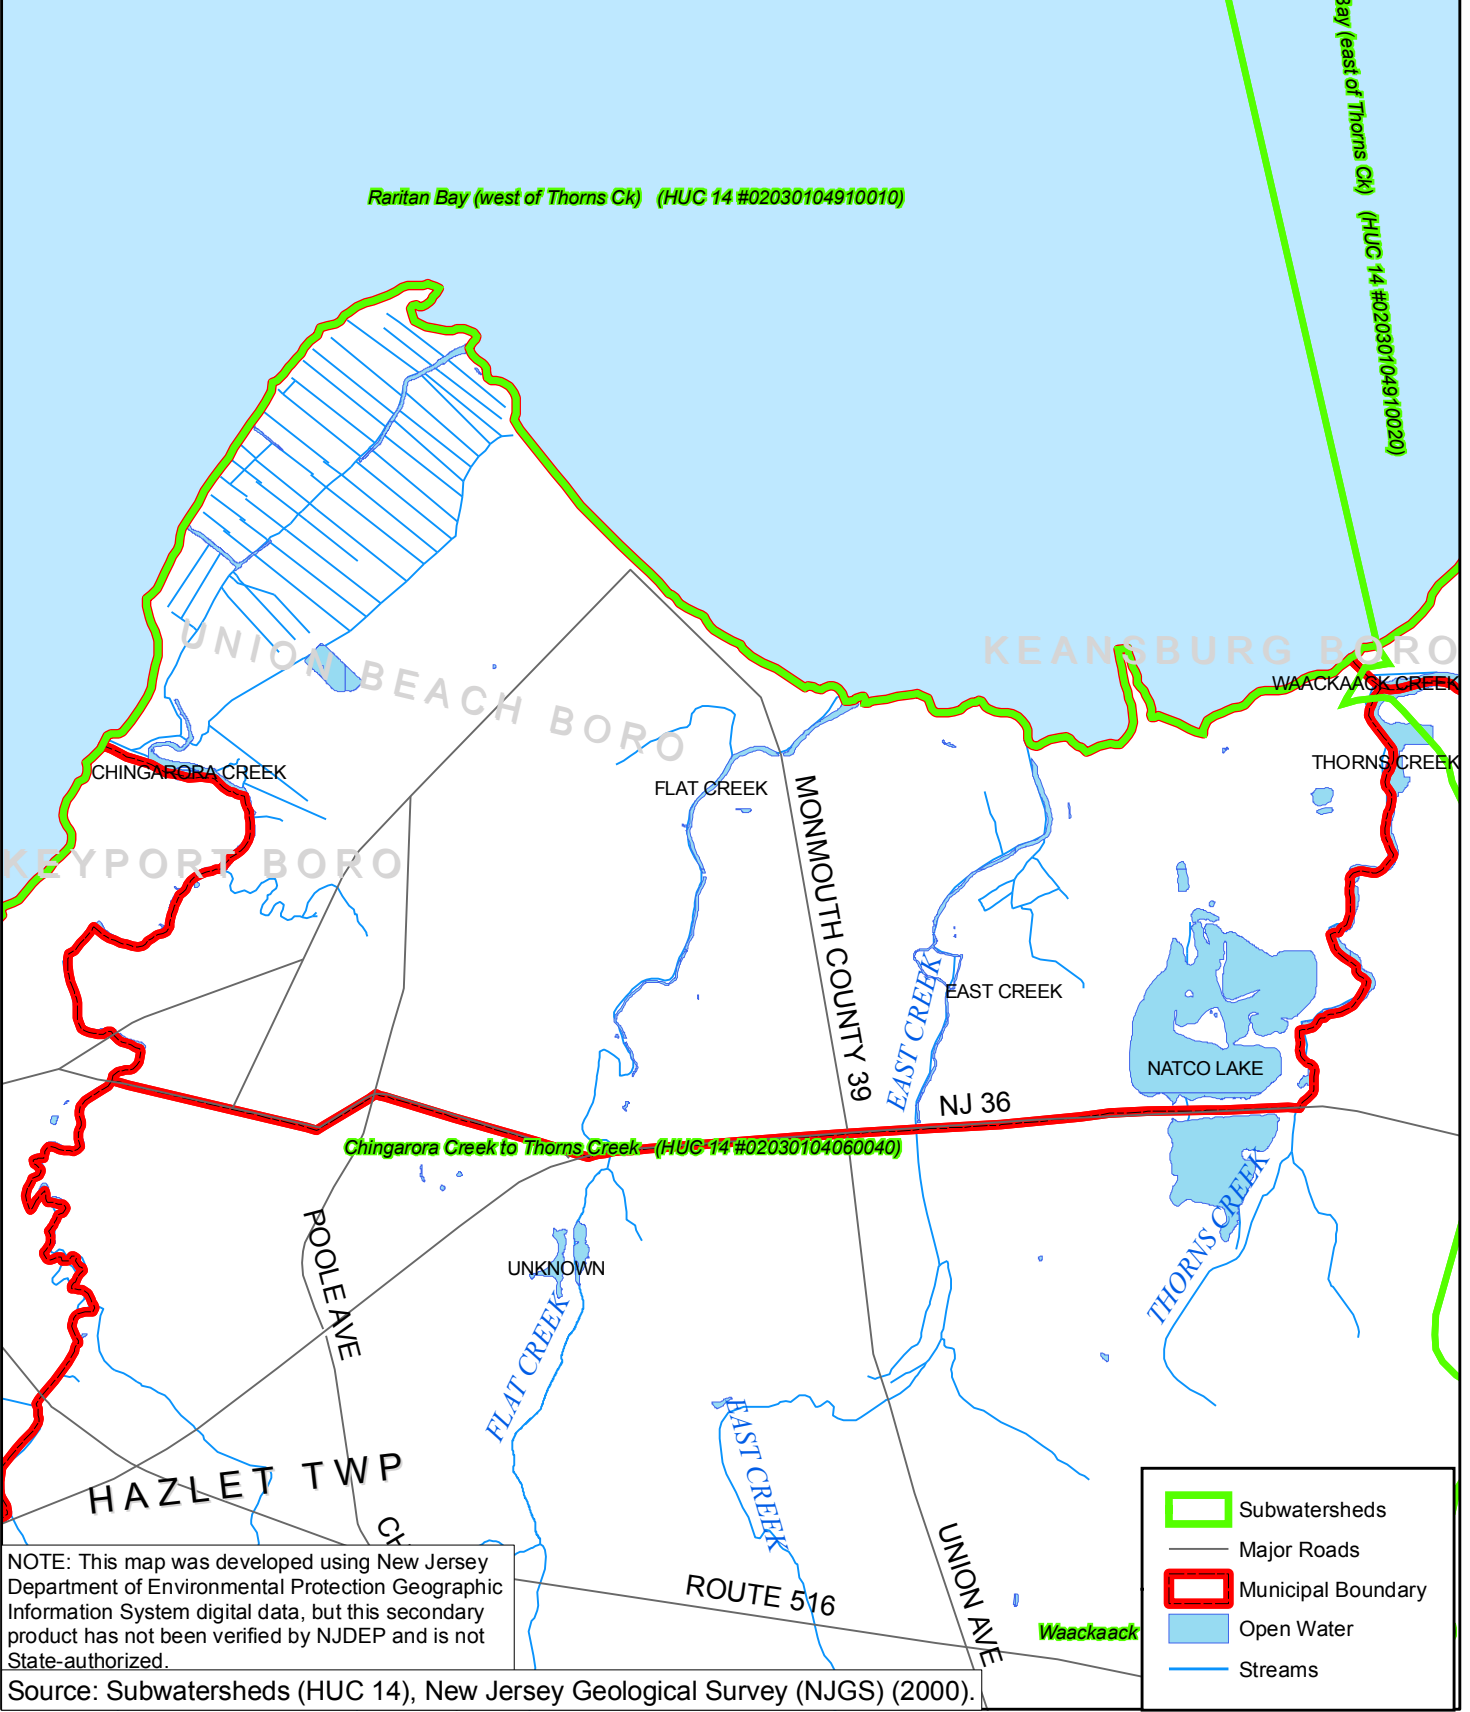 Bay (east of Thorns Ck) (HUC 14 #02030104910020)
Raritan Bay (west of Thorns Ck) (HUC 14 #02030104910010)
UNION BEACH BORO
KEANSBURG BORO
WAACKAACK CREEK
THORNS CREEK
CHINGARORA CREEK
FLAT CREEK
MONMOUTH COUNTY 39
KEYPORT BORO
EAST CREEK
EAST CREEK
NATCO LAKE
NJ 36
Chingarora Creek to Thorns Creek (HUC 14 #02030104060040)
THORNS CREEK
POOLE AVE
UNKNOWN
FLAT CREEK
EAST CREEK
HAZLET TWP
CH
UNION AVE
ROUTE 516
Waackaack
Subwatersheds
Major Roads
Municipal Boundary
Open Water
Streams
NOTE: This map was developed using New Jersey
Department of Environmental Protection Geographic
Information System digital data, but this secondary
product has not been verified by NJDEP and is not
State-authorized.
Source: Subwatersheds (HUC 14), New Jersey Geological Survey (NJGS) (2000).